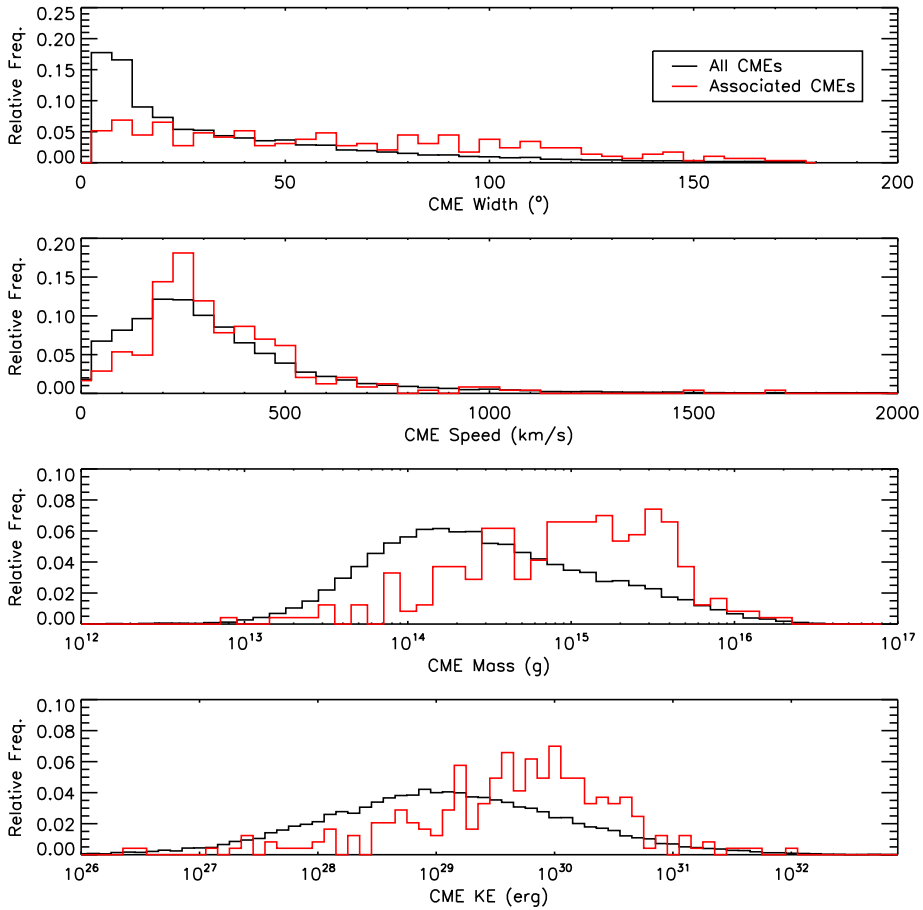 0.25
0.20
0.15
0.10
0.05
0.00
Relative Freq.
All CMEs
Associated CMEs
0 50 100 150 200
CME Width (°)
0.20
0.15
0.10
0.05
0.00
Relative Freq.
0 500 1000 1500 2000
CME Speed (km/s)
0.10
0.08
0.06
0.04
0.02
0.00
Relative Freq.
10^12 10^13 10^14 10^15 10^16 10^17
CME Mass (g)
0.10
0.08
0.06
0.04
0.02
0.00
Relative Freq.
10^26 10^27 10^28 10^29 10^30 10^31 10^32
CME KE (erg)